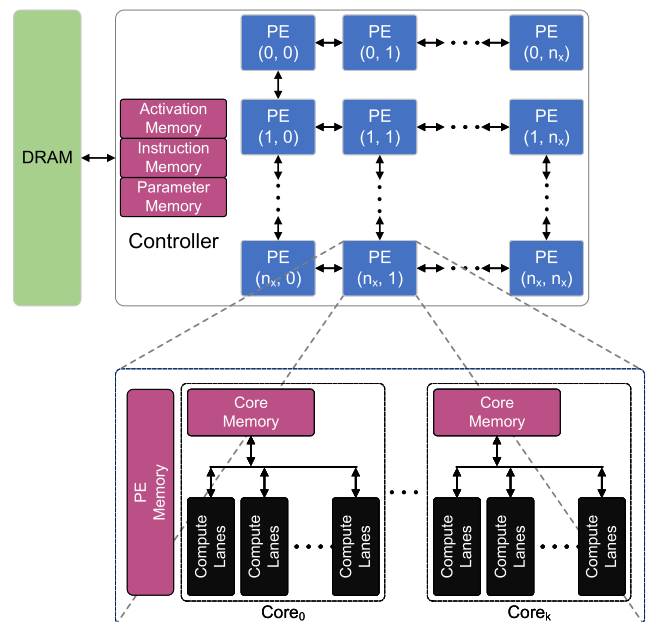 DRAM
Activation
Memory
Instruction
Memory
Parameter
Memory
Controller
PE
(0, 0)
PE
(0, 1)
PE
(0, nₓ)
PE
(1, 0)
PE
(1, 1)
PE
(1, nₓ)
PE
(nₓ, 0)
PE
(nₓ, 1)
PE
(nₓ, nₓ)
PE
Memory
Core
Memory
Compute
Lanes
Compute
Lanes
Compute
Lanes
Core₀
Core
Memory
Compute
Lanes
Compute
Lanes
Compute
Lanes
Coreₖ